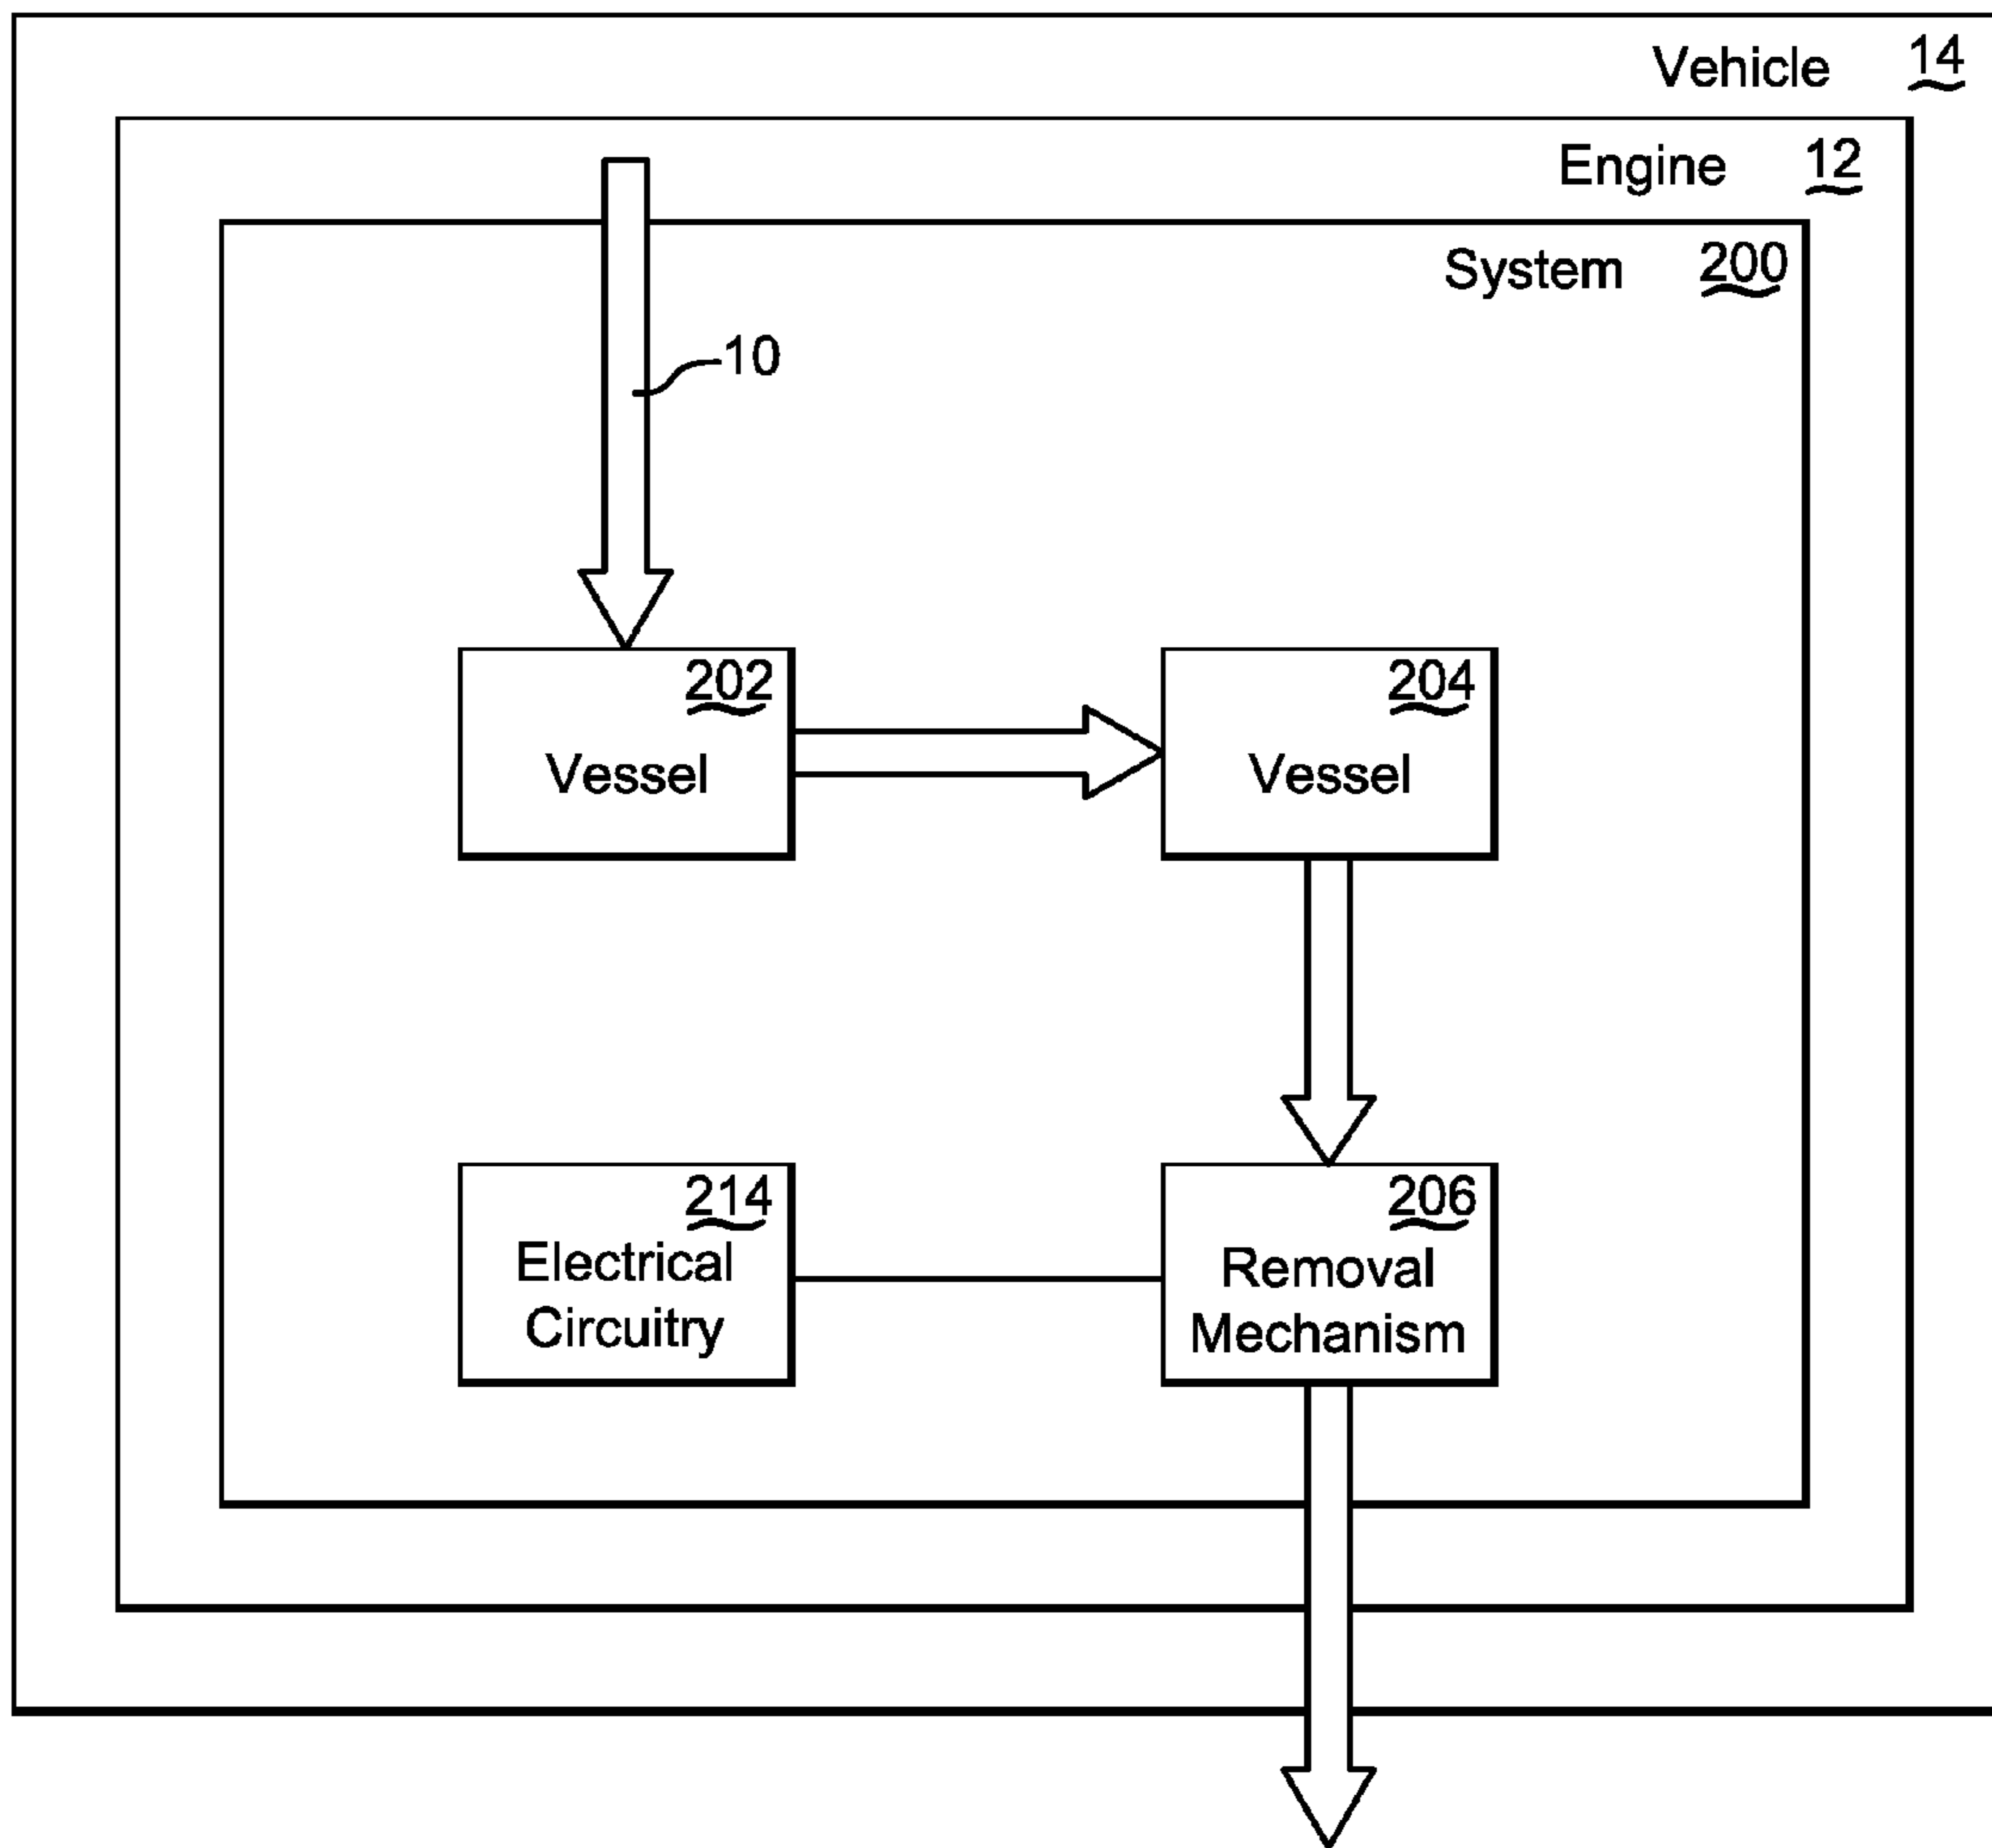 Vehicle 14
Engine 12
System 200
10
202
Vessel
204
Vessel
214
Electrical
Circuitry
206
Removal
Mechanism